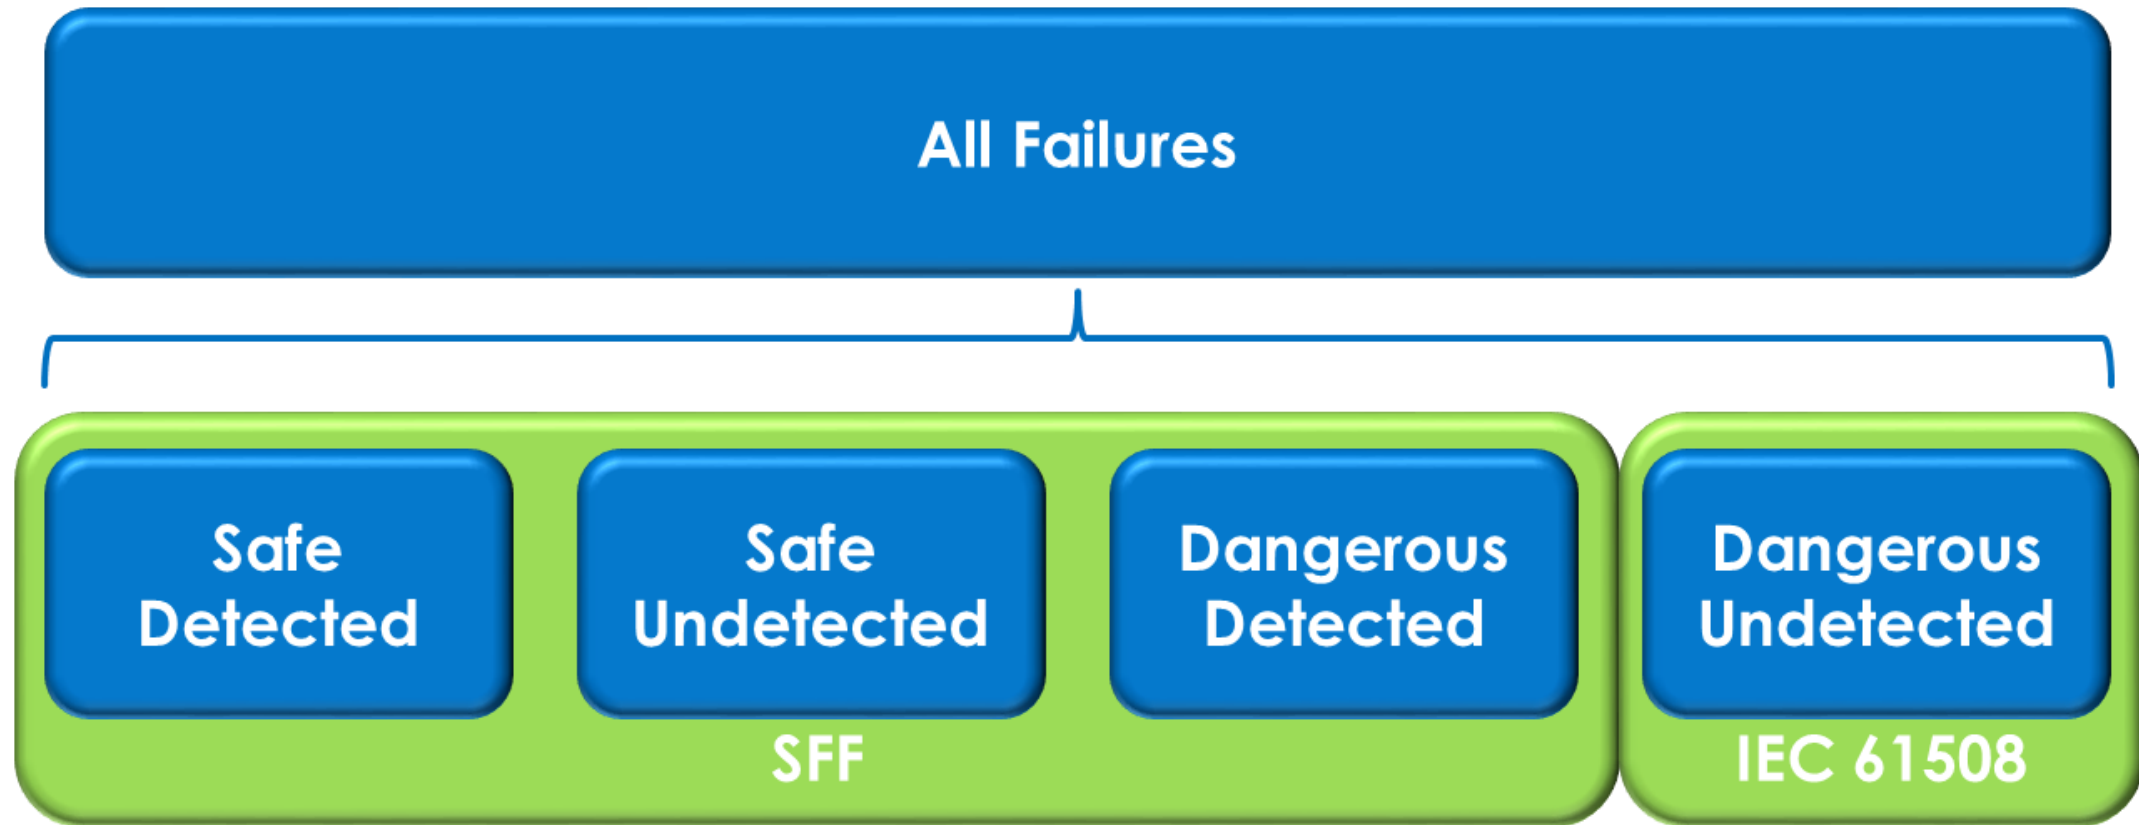 All Failures
Safe
Detected
Safe
Undetected
Dangerous
Detected
Dangerous
Undetected
SFF
IEC 61508